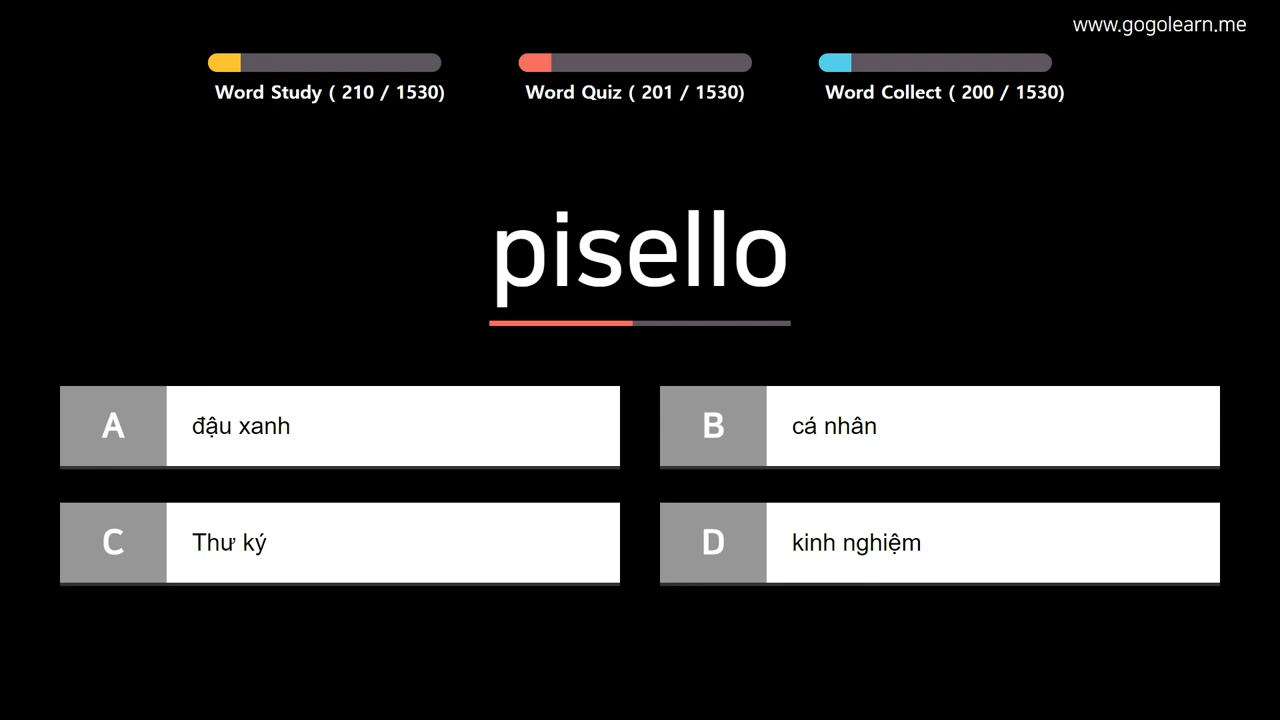 www.gogolearn.me
Word Study ( 210 / 1530)
Word Quiz ( 201 / 1530)
Word Collect ( 200 / 1530)
pisello
A
đậu xanh
B
cá nhân
C
Thư ký
D
kinh nghiệm